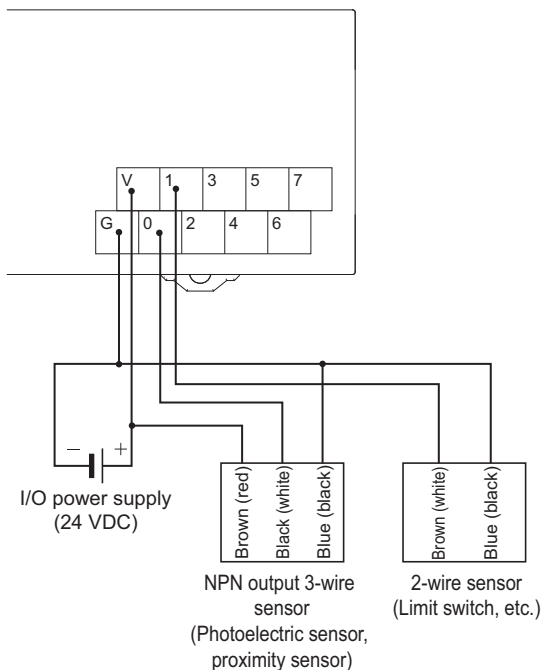 V 1 3 5 7
G 0 2 4 6
− +
I/O power supply
(24 VDC)
Brown (red)
Black (white)
Blue (black)
Brown (white)
Blue (black)
NPN output 3-wire
sensor
(Photoelectric sensor,
proximity sensor)
2-wire sensor
(Limit switch, etc.)